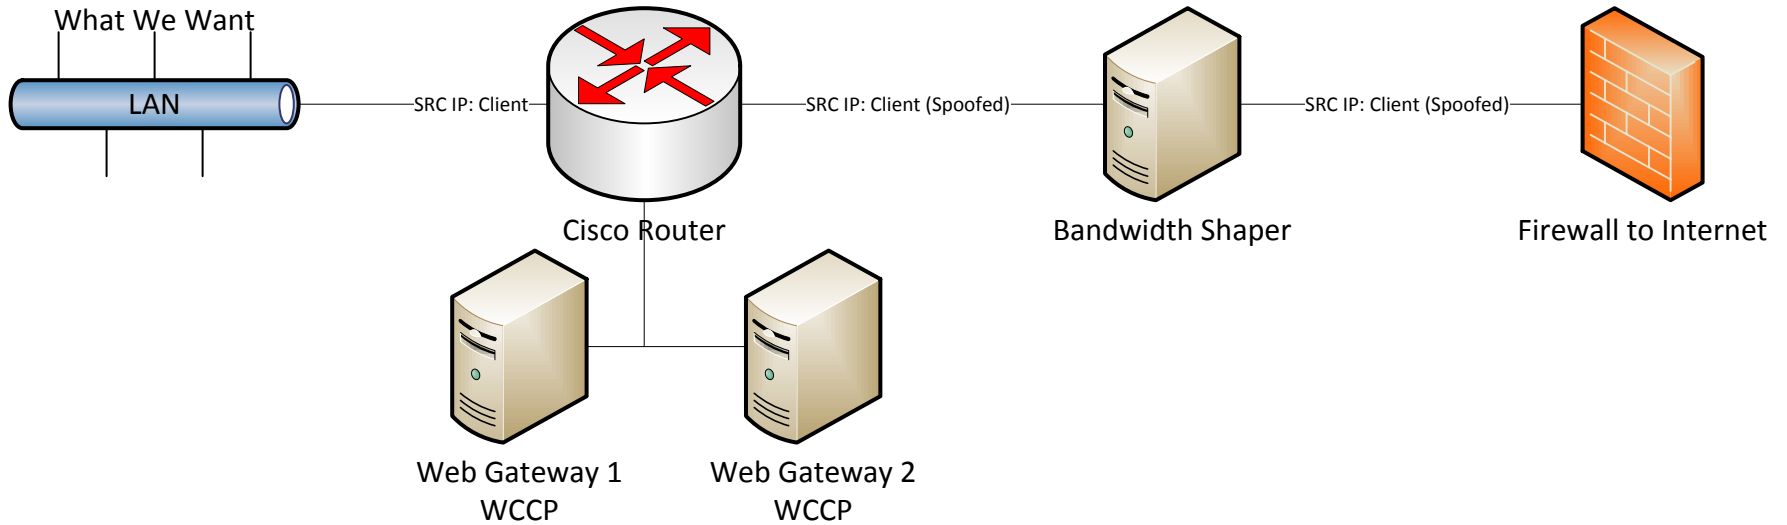 What We Want
LAN
SRC IP: Client
SRC IP: Client (Spoofed)
SRC IP: Client (Spoofed)
Cisco Router
Bandwidth Shaper
Firewall to Internet
Web Gateway 1
WCCP
Web Gateway 2
WCCP